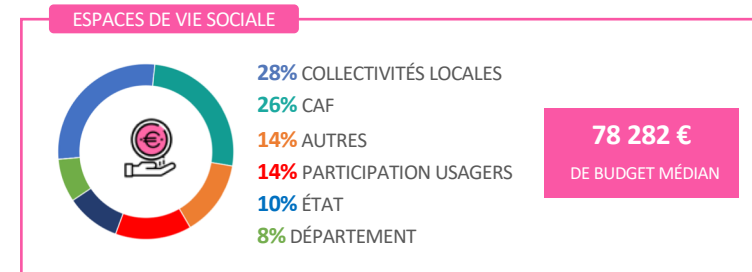 ESPACES DE VIE SOCIALE
28% COLLECTIVITÉS LOCALES
26% CAF
14% AUTRES
14% PARTICIPATION USAGERS
10% ÉTAT
8% DÉPARTEMENT
€
78 282 €
DE BUDGET MÉDIAN